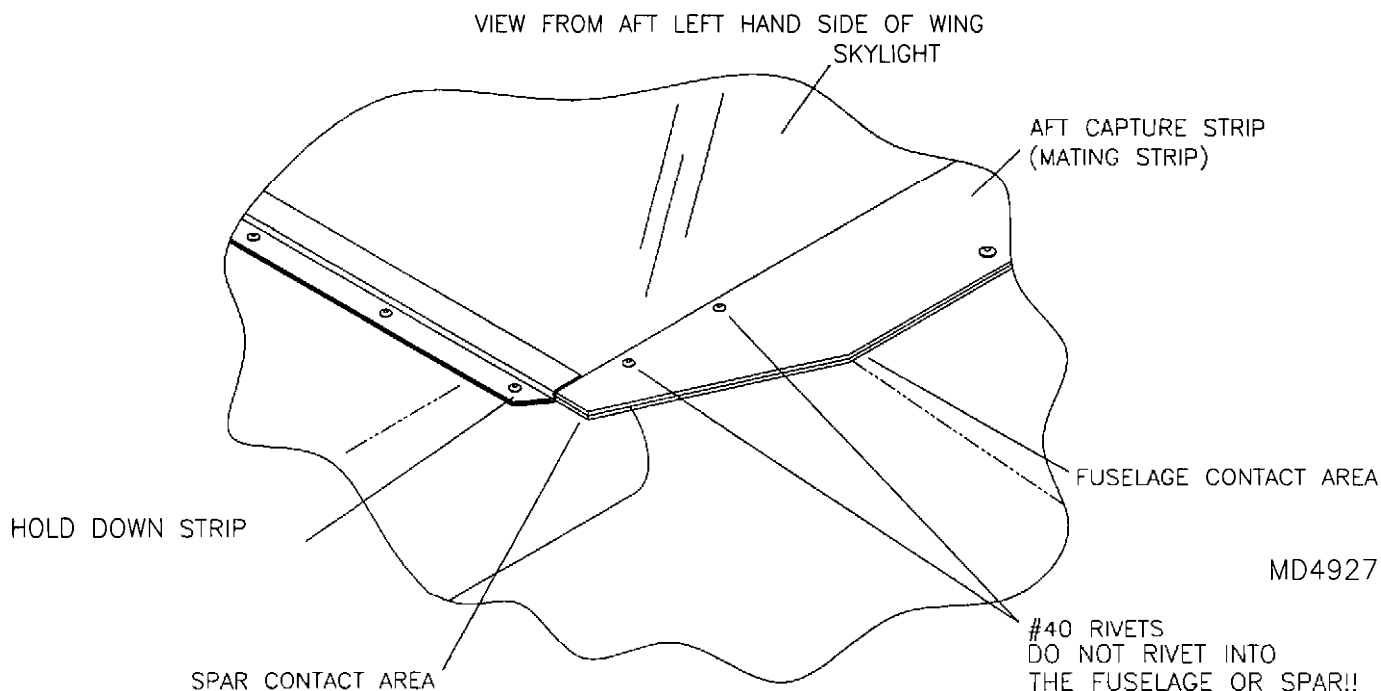 VIEW FROM AFT LEFT HAND SIDE OF WING
SKYLIGHT
AFT CAPTURE STRIP
(MATING STRIP)
FUSELAGE CONTACT AREA
HOLD DOWN STRIP
MD4927
#40 RIVETS
DO NOT RIVET INTO
THE FUSELAGE OR SPAR!!
SPAR CONTACT AREA